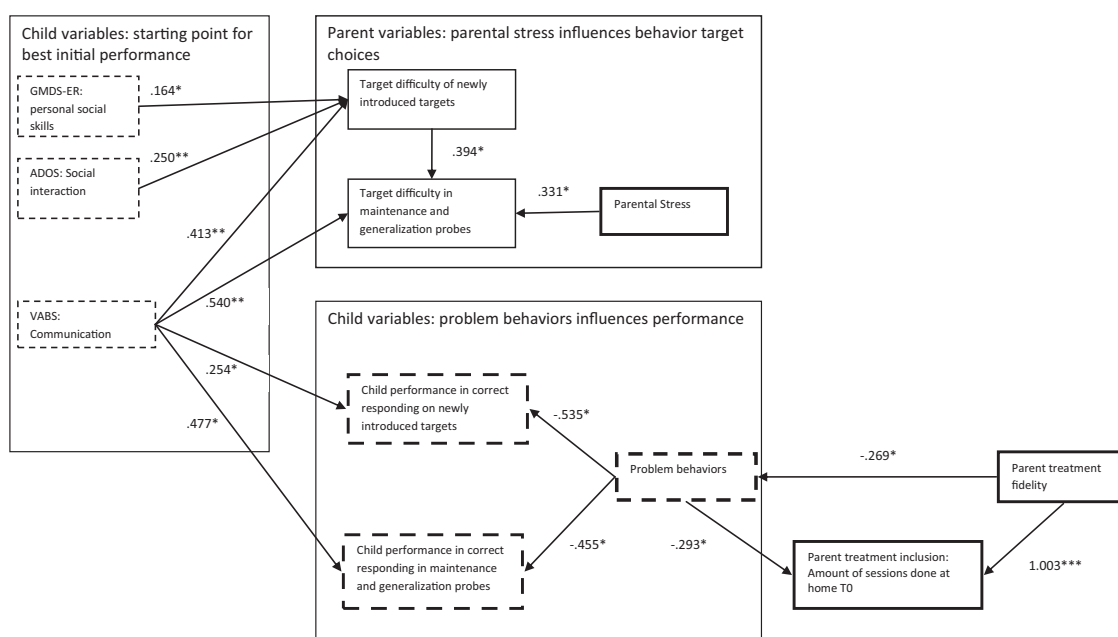 Child variables: starting point for
best initial performance
GMDS-ER:
personal social
skills
ADOS: Social
interaction
VABS:
Communication
.164*
.250**
.413**
.540**
.254*
.477*
Parent variables: parental stress influences behavior target
choices
Target difficulty of newly
introduced targets
.394*
Target difficulty in
maintenance and
generalization probes
.331*
Parental Stress
Child variables: problem behaviors influences performance
Child performance in correct
responding on newly
introduced targets
-.535*
Problem behaviors
-.455*
Child performance in correct
responding in maintenance
and generalization probes
-.293*
-.269*
Parent treatment
fidelity
Parent treatment inclusion:
Amount of sessions done at
home T0
1.003***